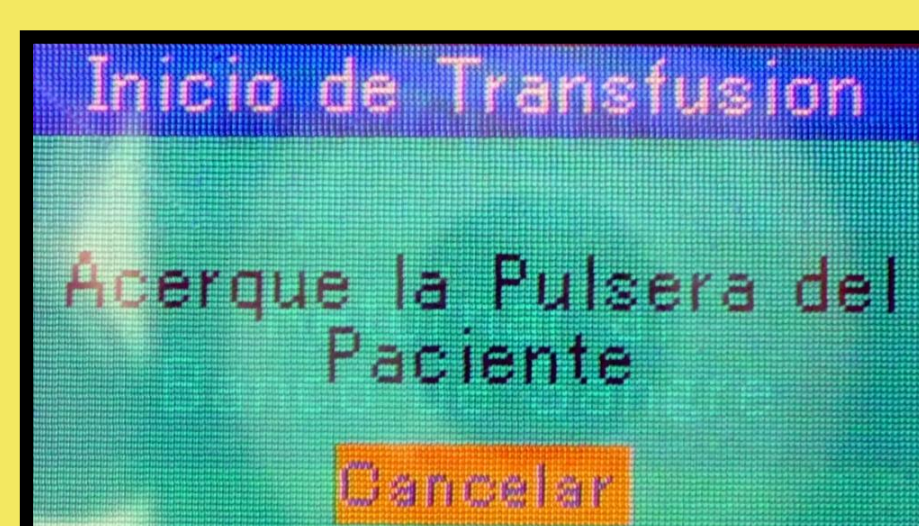 Inicio de Transfusion
Acerque la Pulsera del
Paciente
Cancelar